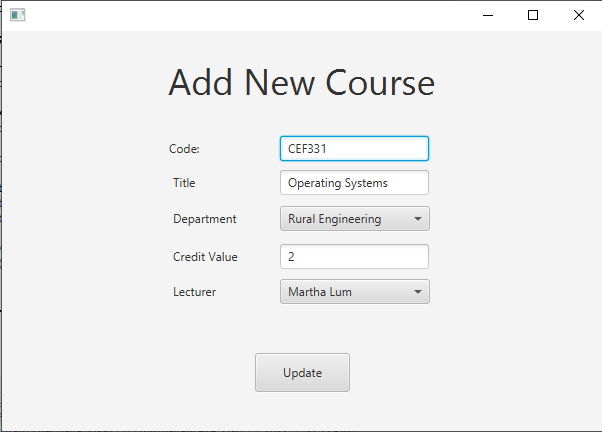 Add New Course
Code: CEF331
Title Operating Systems
Department Rural Engineering
Credit Value 2
Lecturer Martha Lum
Update